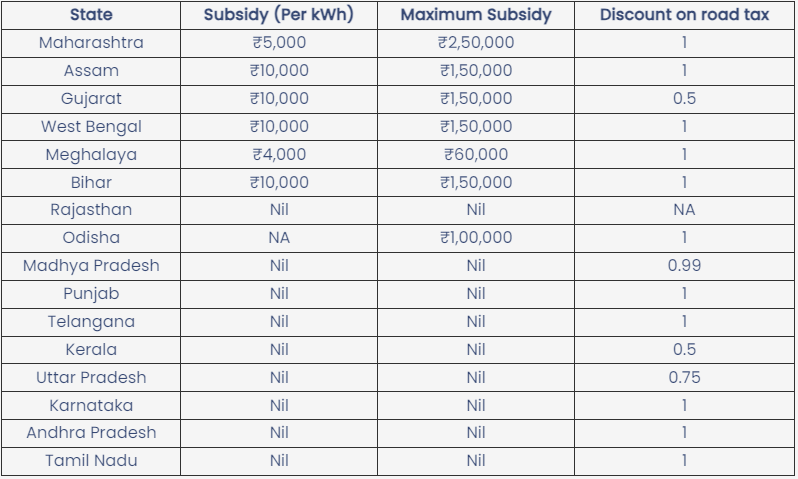 State Subsidy (Per kWh) Maximum Subsidy Discount on road tax
Maharashtra ₹5,000 ₹2,50,000 1
Assam ₹10,000 ₹1,50,000 1
Gujarat ₹10,000 ₹1,50,000 0.5
West Bengal ₹10,000 ₹1,50,000 1
Meghalaya ₹4,000 ₹60,000 1
Bihar ₹10,000 ₹1,50,000 1
Rajasthan Nil Nil NA
Odisha NA ₹1,00,000 1
Madhya Pradesh Nil Nil 0.99
Punjab Nil Nil 1
Telangana Nil Nil 1
Kerala Nil Nil 0.5
Uttar Pradesh Nil Nil 0.75
Karnataka Nil Nil 1
Andhra Pradesh Nil Nil 1
Tamil Nadu Nil Nil 1